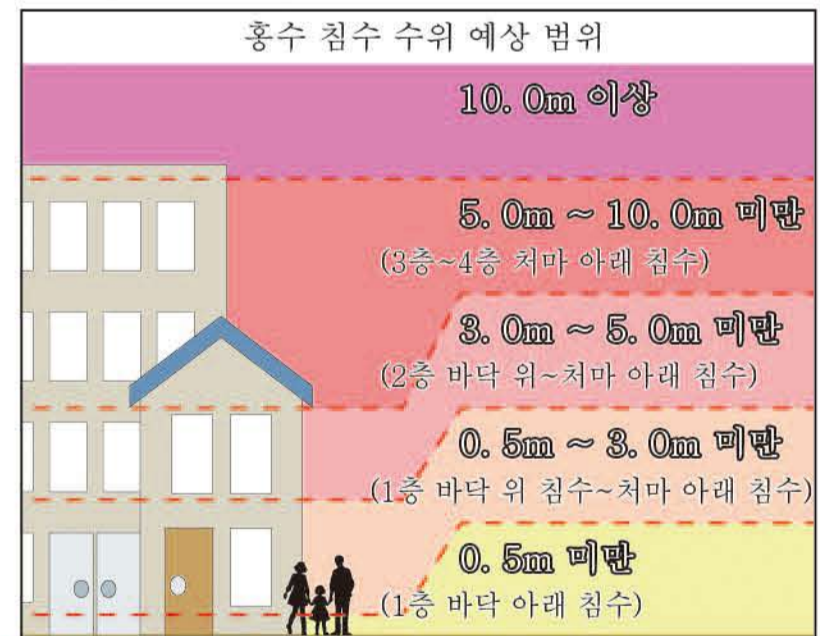 홍수 침수 수위 예상 범위
10. 0m 이상
5. 0m ~ 10. 0m 미만
(3층~4층 처마 아래 침수)
3. 0m ~ 5. 0m 미만
(2층 바닥 위~처마 아래 침수)
0. 5m ~ 3. 0m 미만
(1층 바닥 위 침수~처마 아래 침수)
0. 5m 미만
(1층 바닥 아래 침수)